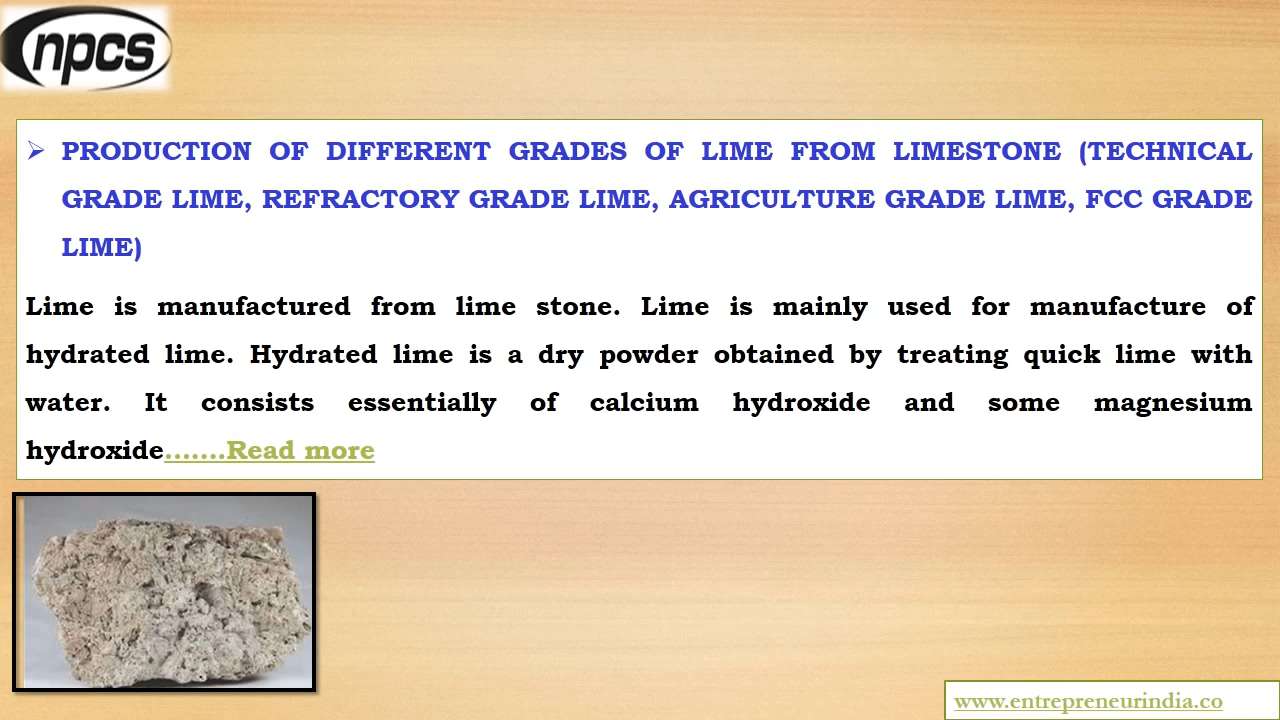 npcs
➢ PRODUCTION OF DIFFERENT GRADES OF LIME FROM LIMESTONE (TECHNICAL
GRADE LIME, REFRACTORY GRADE LIME, AGRICULTURE GRADE LIME, FCC GRADE
LIME)
Lime is manufactured from lime stone. Lime is mainly used for manufacture of
hydrated lime. Hydrated lime is a dry powder obtained by treating quick lime with
water. It consists essentially of calcium hydroxide and some magnesium
hydroxide.......Read more
www.entrepreneurindia.co